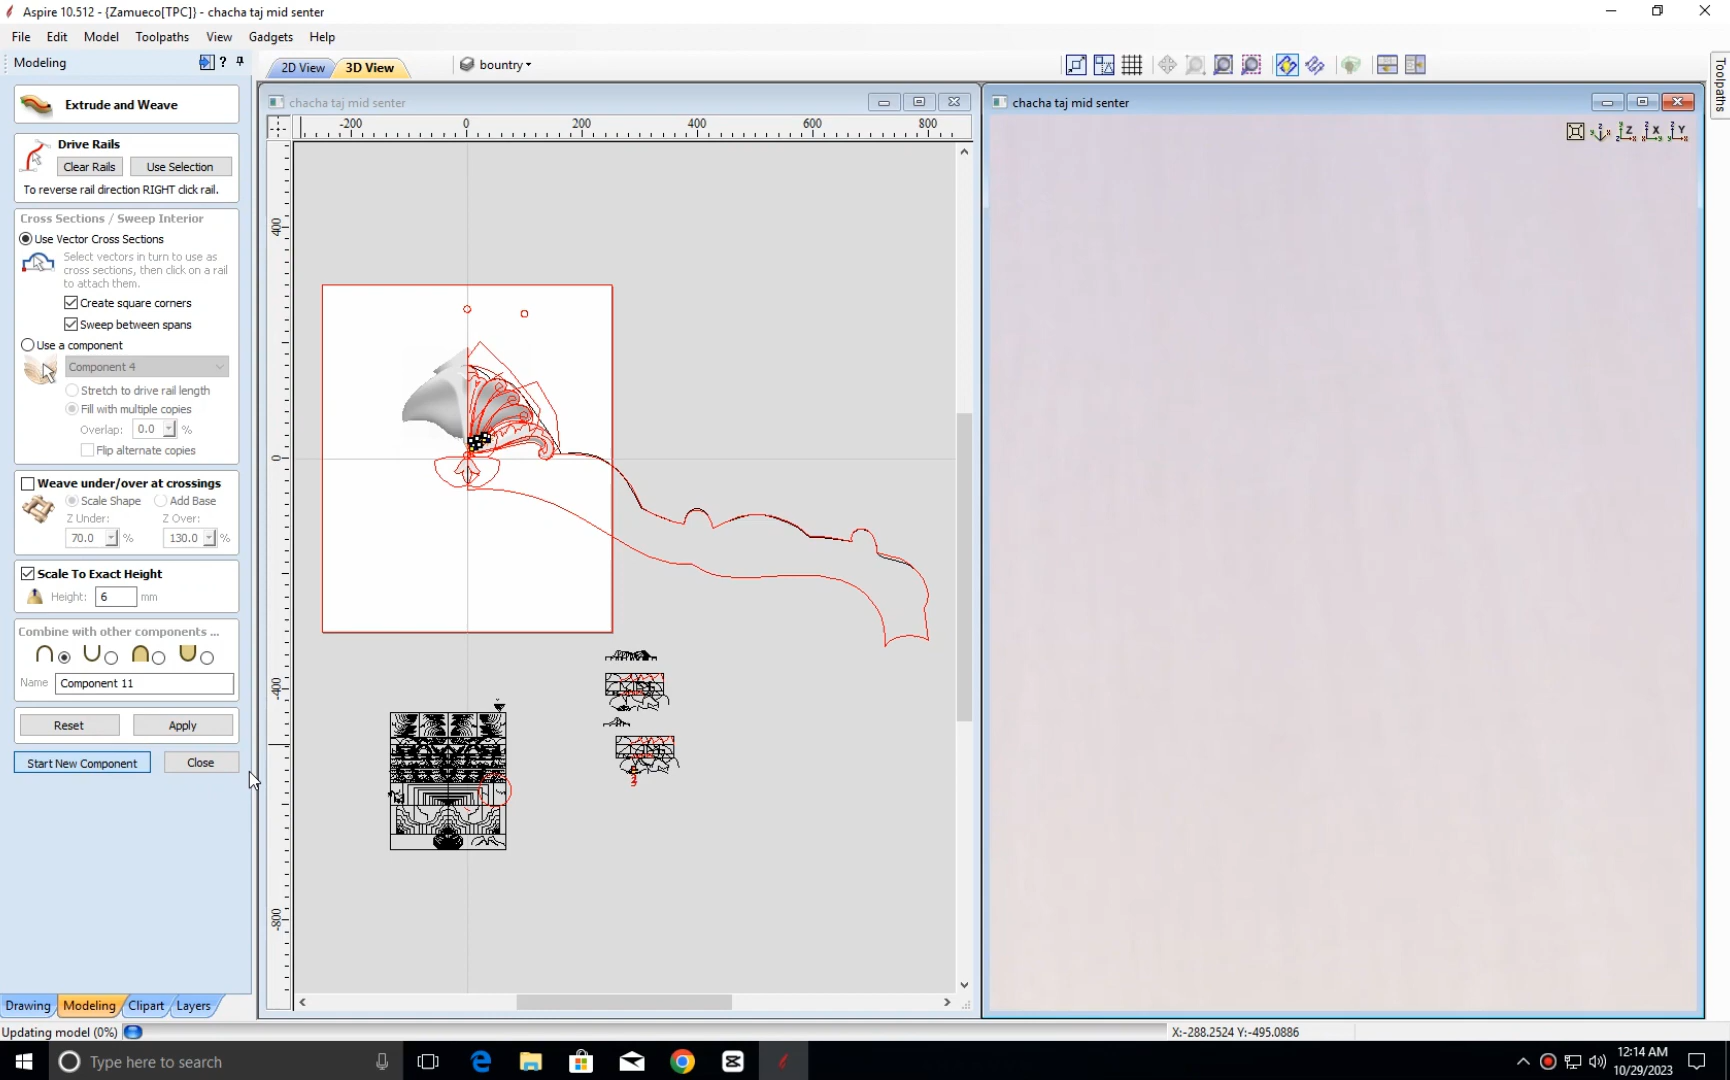 Aspire 10.512 - {Zamueco[TPC]} - chacha taj mid senter
File Edit Model Toolpaths View Gadgets Help
Modeling ?
2D View 3D View bountry
Toolpaths
Extrude and Weave
Drive Rails
Clear Rails Use Selection
To reverse rail direction RIGHT click rail.
Cross Sections / Sweep Interior
Use Vector Cross Sections
Select vectors in turn to use as
cross sections, then click on a rail
to attach them.
Create square corners
Sweep between spans
Use a component
Component 4
Stretch to drive rail length
Fill with multiple copies
Overlap: 0.0 %
Flip alternate copies
Weave under/over at crossings
Scale Shape Add Base
Z Under: Z Over:
70.0 % 130.0 %
Scale To Exact Height
Height: 6 mm
Combine with other components ...
Name Component 11
Reset Apply
Start New Component Close
Drawing Modeling Clipart Layers
chacha taj mid senter
-200 0 200 400 600 800
400
0
-400
-800
chacha taj mid senter
Updating model (0%)
X:-288.2524 Y:-495.0886
Type here to search
12:14 AM
10/29/2023